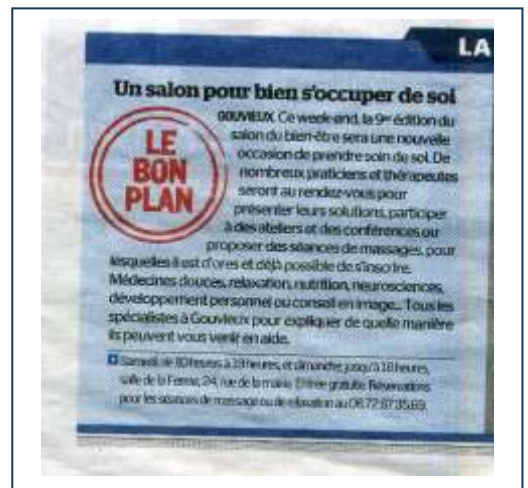 LA
Un salon pour bien s'occuper de soi
LE
BON
PLAN
GOUVIEUX. Ce week-end, la 9e édition du
salon du bien-être sera une nouvelle
occasion de prendre soin de soi. De
nombreux praticiens et thérapeutes
seront au rendez-vous pour
présenter leurs solutions, participer
à des ateliers et des conférences ou
proposer des séances de massages, pour
lesquelles il est d'ores et déjà possible de s'inscrire.
Médecines douces, relaxation, nutrition, neurosciences,
développement personnel ou conseil en image... Tous les
spécialistes à Gouvieux pour expliquer de quelle manière
ils peuvent vous venir en aide.
Samedi de 10 heures à 19 heures, et dimanche jusqu'à 18 heures,
salle de la Ferme, 24, rue de la mairie. Entrée gratuite. Réservations
pour les séances de massage ou de relaxation au